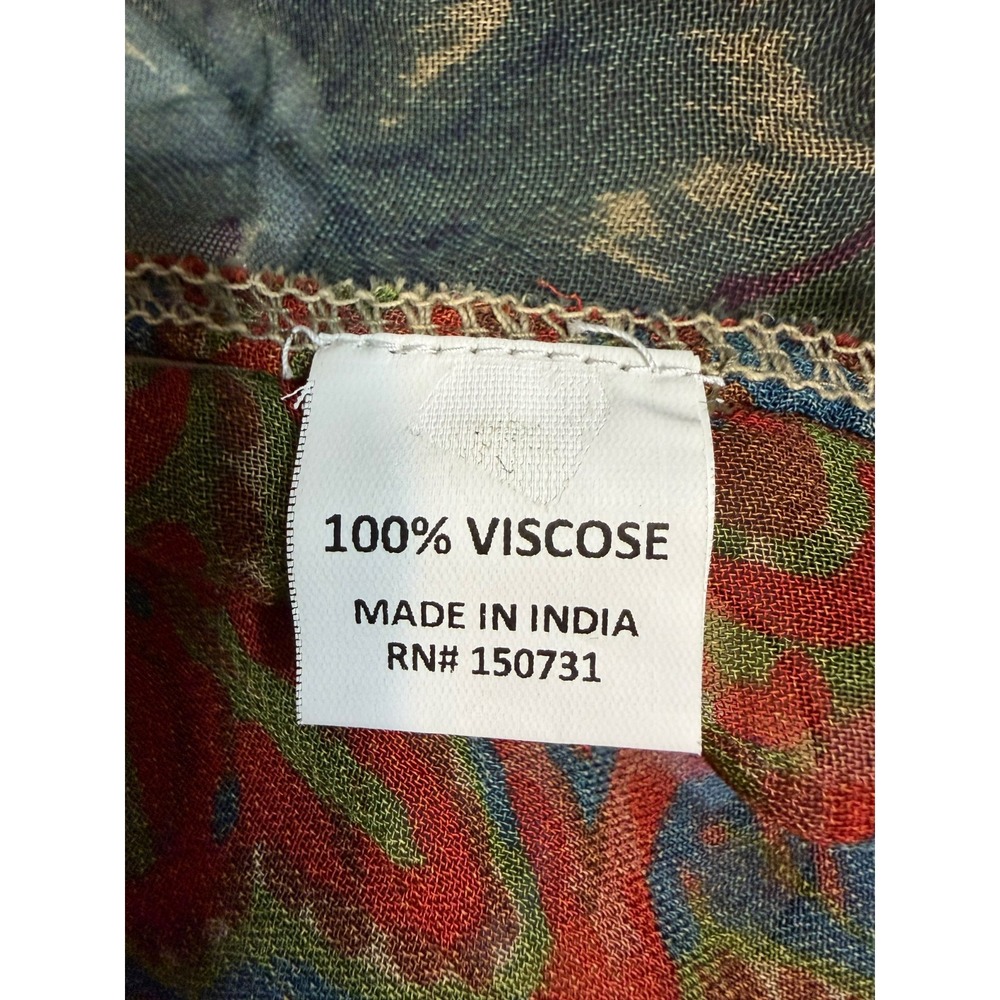 100% VISCOSE
MADE IN INDIA
RN# 150731